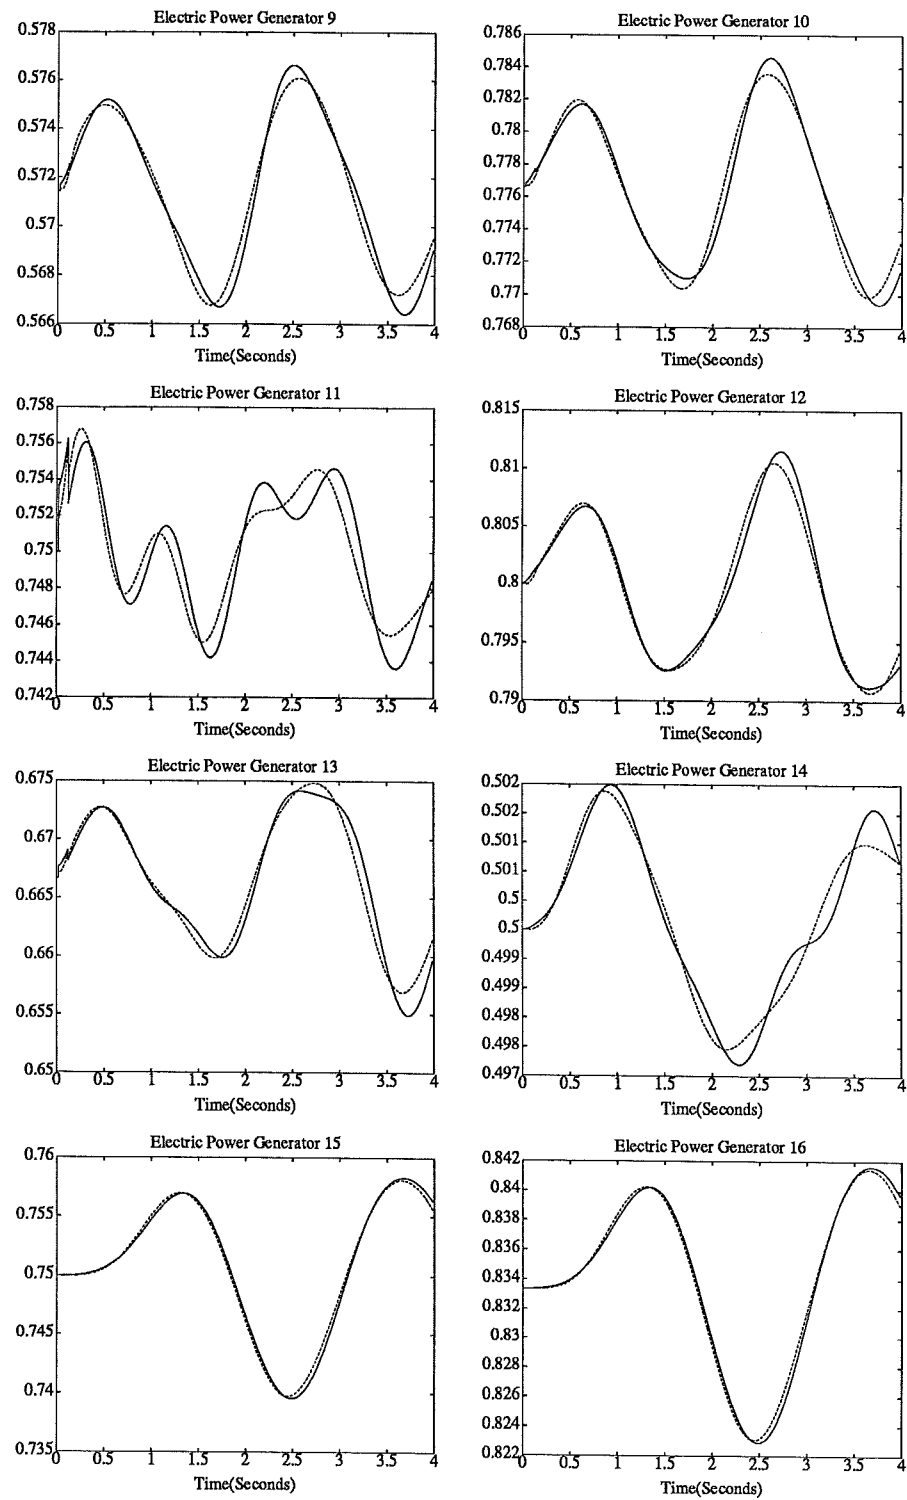 Electric Power Generator 9
0.578
0.576
0.574
0.572
0.57
0.568
0.566
0 0.5 1 1.5 2 2.5 3 3.5 4
Time(Seconds)
Electric Power Generator 10
0.786
0.784
0.782
0.78
0.778
0.776
0.774
0.772
0.77
0.768
0 0.5 1 1.5 2 2.5 3 3.5 4
Time(Seconds)
Electric Power Generator 11
0.758
0.756
0.754
0.752
0.75
0.748
0.746
0.744
0.742
0 0.5 1 1.5 2 2.5 3 3.5 4
Time(Seconds)
Electric Power Generator 12
0.815
0.81
0.805
0.8
0.795
0.79
0 0.5 1 1.5 2 2.5 3 3.5 4
Time(Seconds)
Electric Power Generator 13
0.675
0.67
0.665
0.66
0.655
0.65
0 0.5 1 1.5 2 2.5 3 3.5 4
Time(Seconds)
Electric Power Generator 14
0.502
0.502
0.501
0.501
0.5
0.5
0.499
0.499
0.498
0.498
0.497
0 0.5 1 1.5 2 2.5 3 3.5 4
Time(Seconds)
Electric Power Generator 15
0.76
0.755
0.75
0.745
0.74
0.735
0 0.5 1 1.5 2 2.5 3 3.5 4
Time(Seconds)
Electric Power Generator 16
0.842
0.84
0.838
0.836
0.834
0.832
0.83
0.828
0.826
0.824
0.822
0 0.5 1 1.5 2 2.5 3 3.5 4
Time(Seconds)